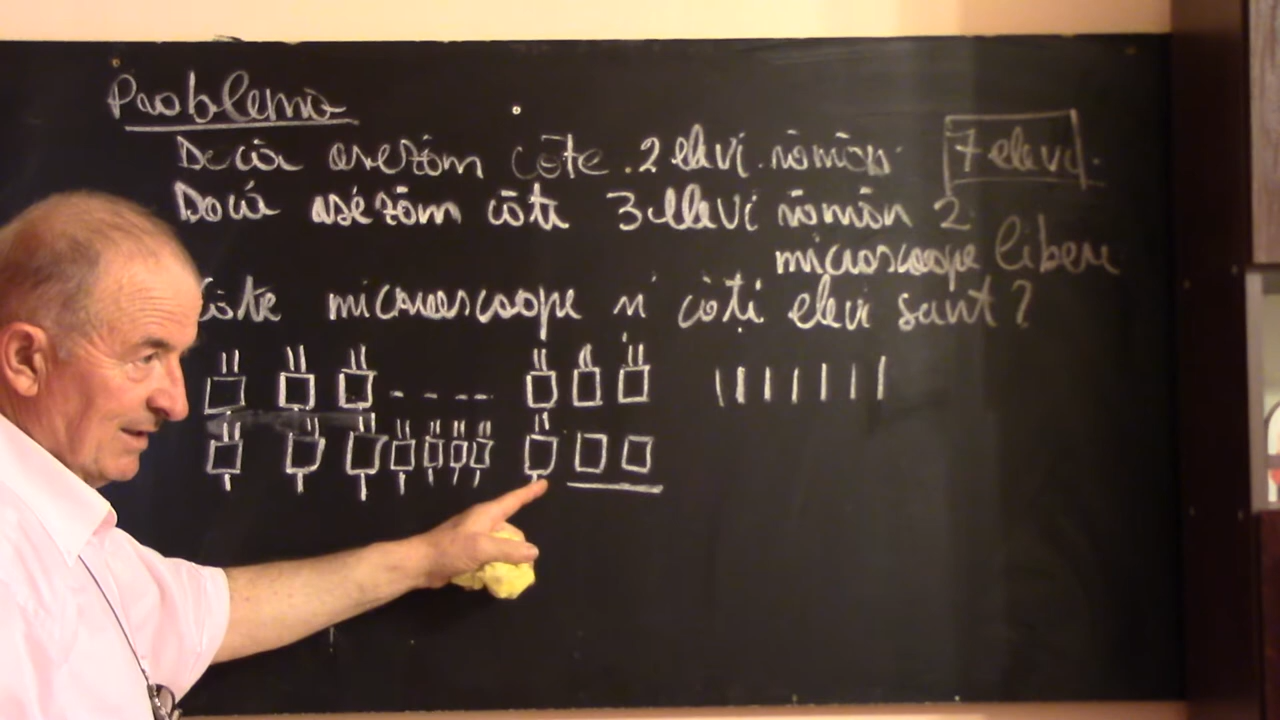 Problemă
Dacă așezăm câte 2 elevi rămân 7 elevi.
Dacă așezăm câte 3 elevi rămân 2
microscoape libere
Câte microscoape și câți elevi sunt?